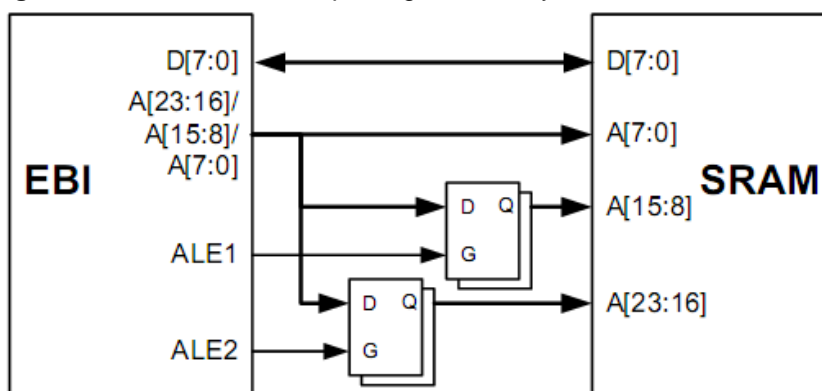 D[7:0]
A[23:16]/
A[15:8]/
A[7:0]
EBI
ALE1
ALE2
D Q
G
D Q
G
D[7:0]
A[7:0]
SRAM
A[15:8]
A[23:16]